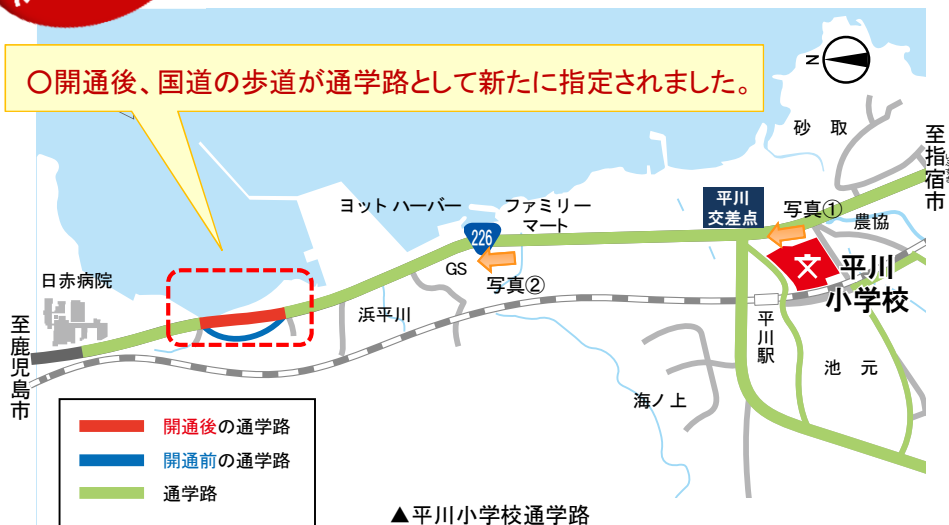 〇開通後、国道の歩道が通学路として新たに指定されました。
N
砂 取
至指宿市
ヨットハーバー
ファミリー
マート
平川
交差点
写真①
農協
226
GS
写真②
文
平川
小学校
日赤病院
浜平川
平川駅
池 元
至鹿児島市
海ノ上
開通後の通学路
開通前の通学路
通学路
▲平川小学校通学路